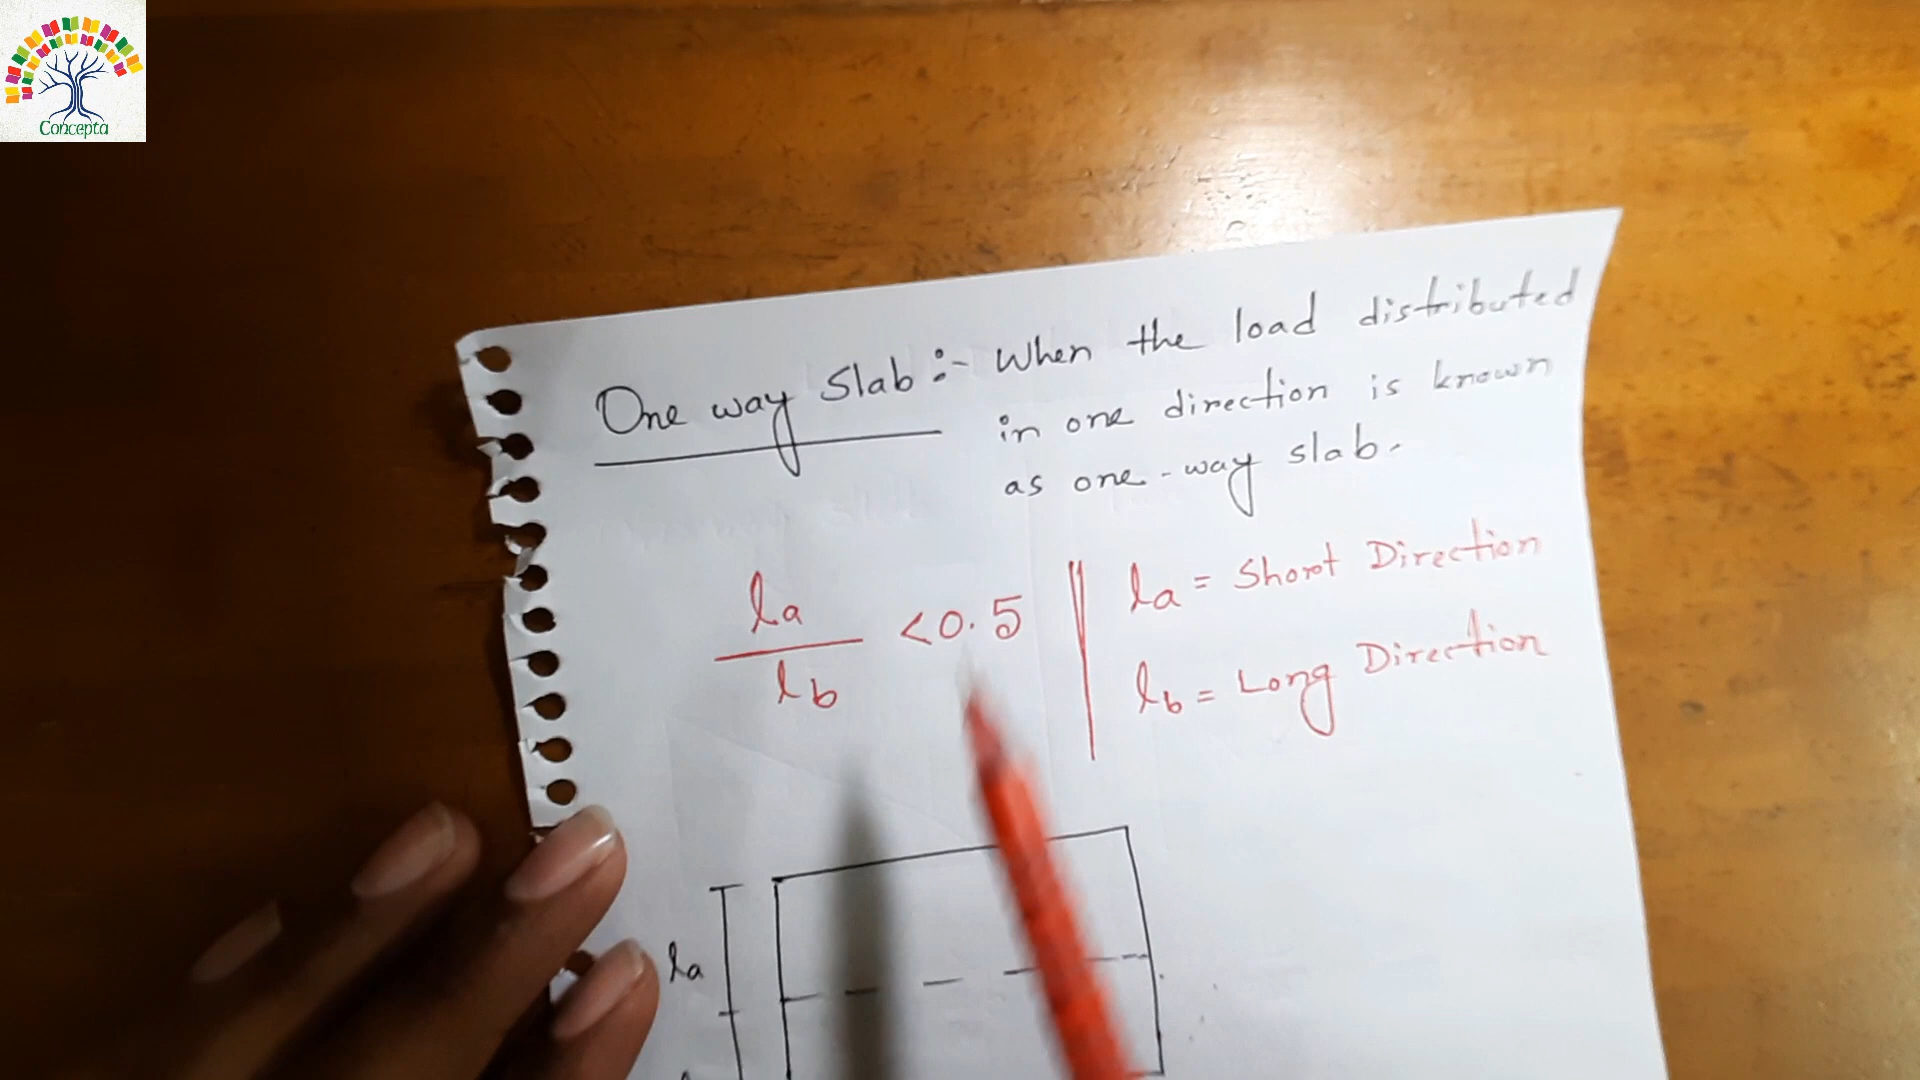 Concepta
One way Slab :- When the load distributed
in one direction is known
as one-way slab.
la / lb < 0.5
la = Short Direction
lb = Long Direction
la